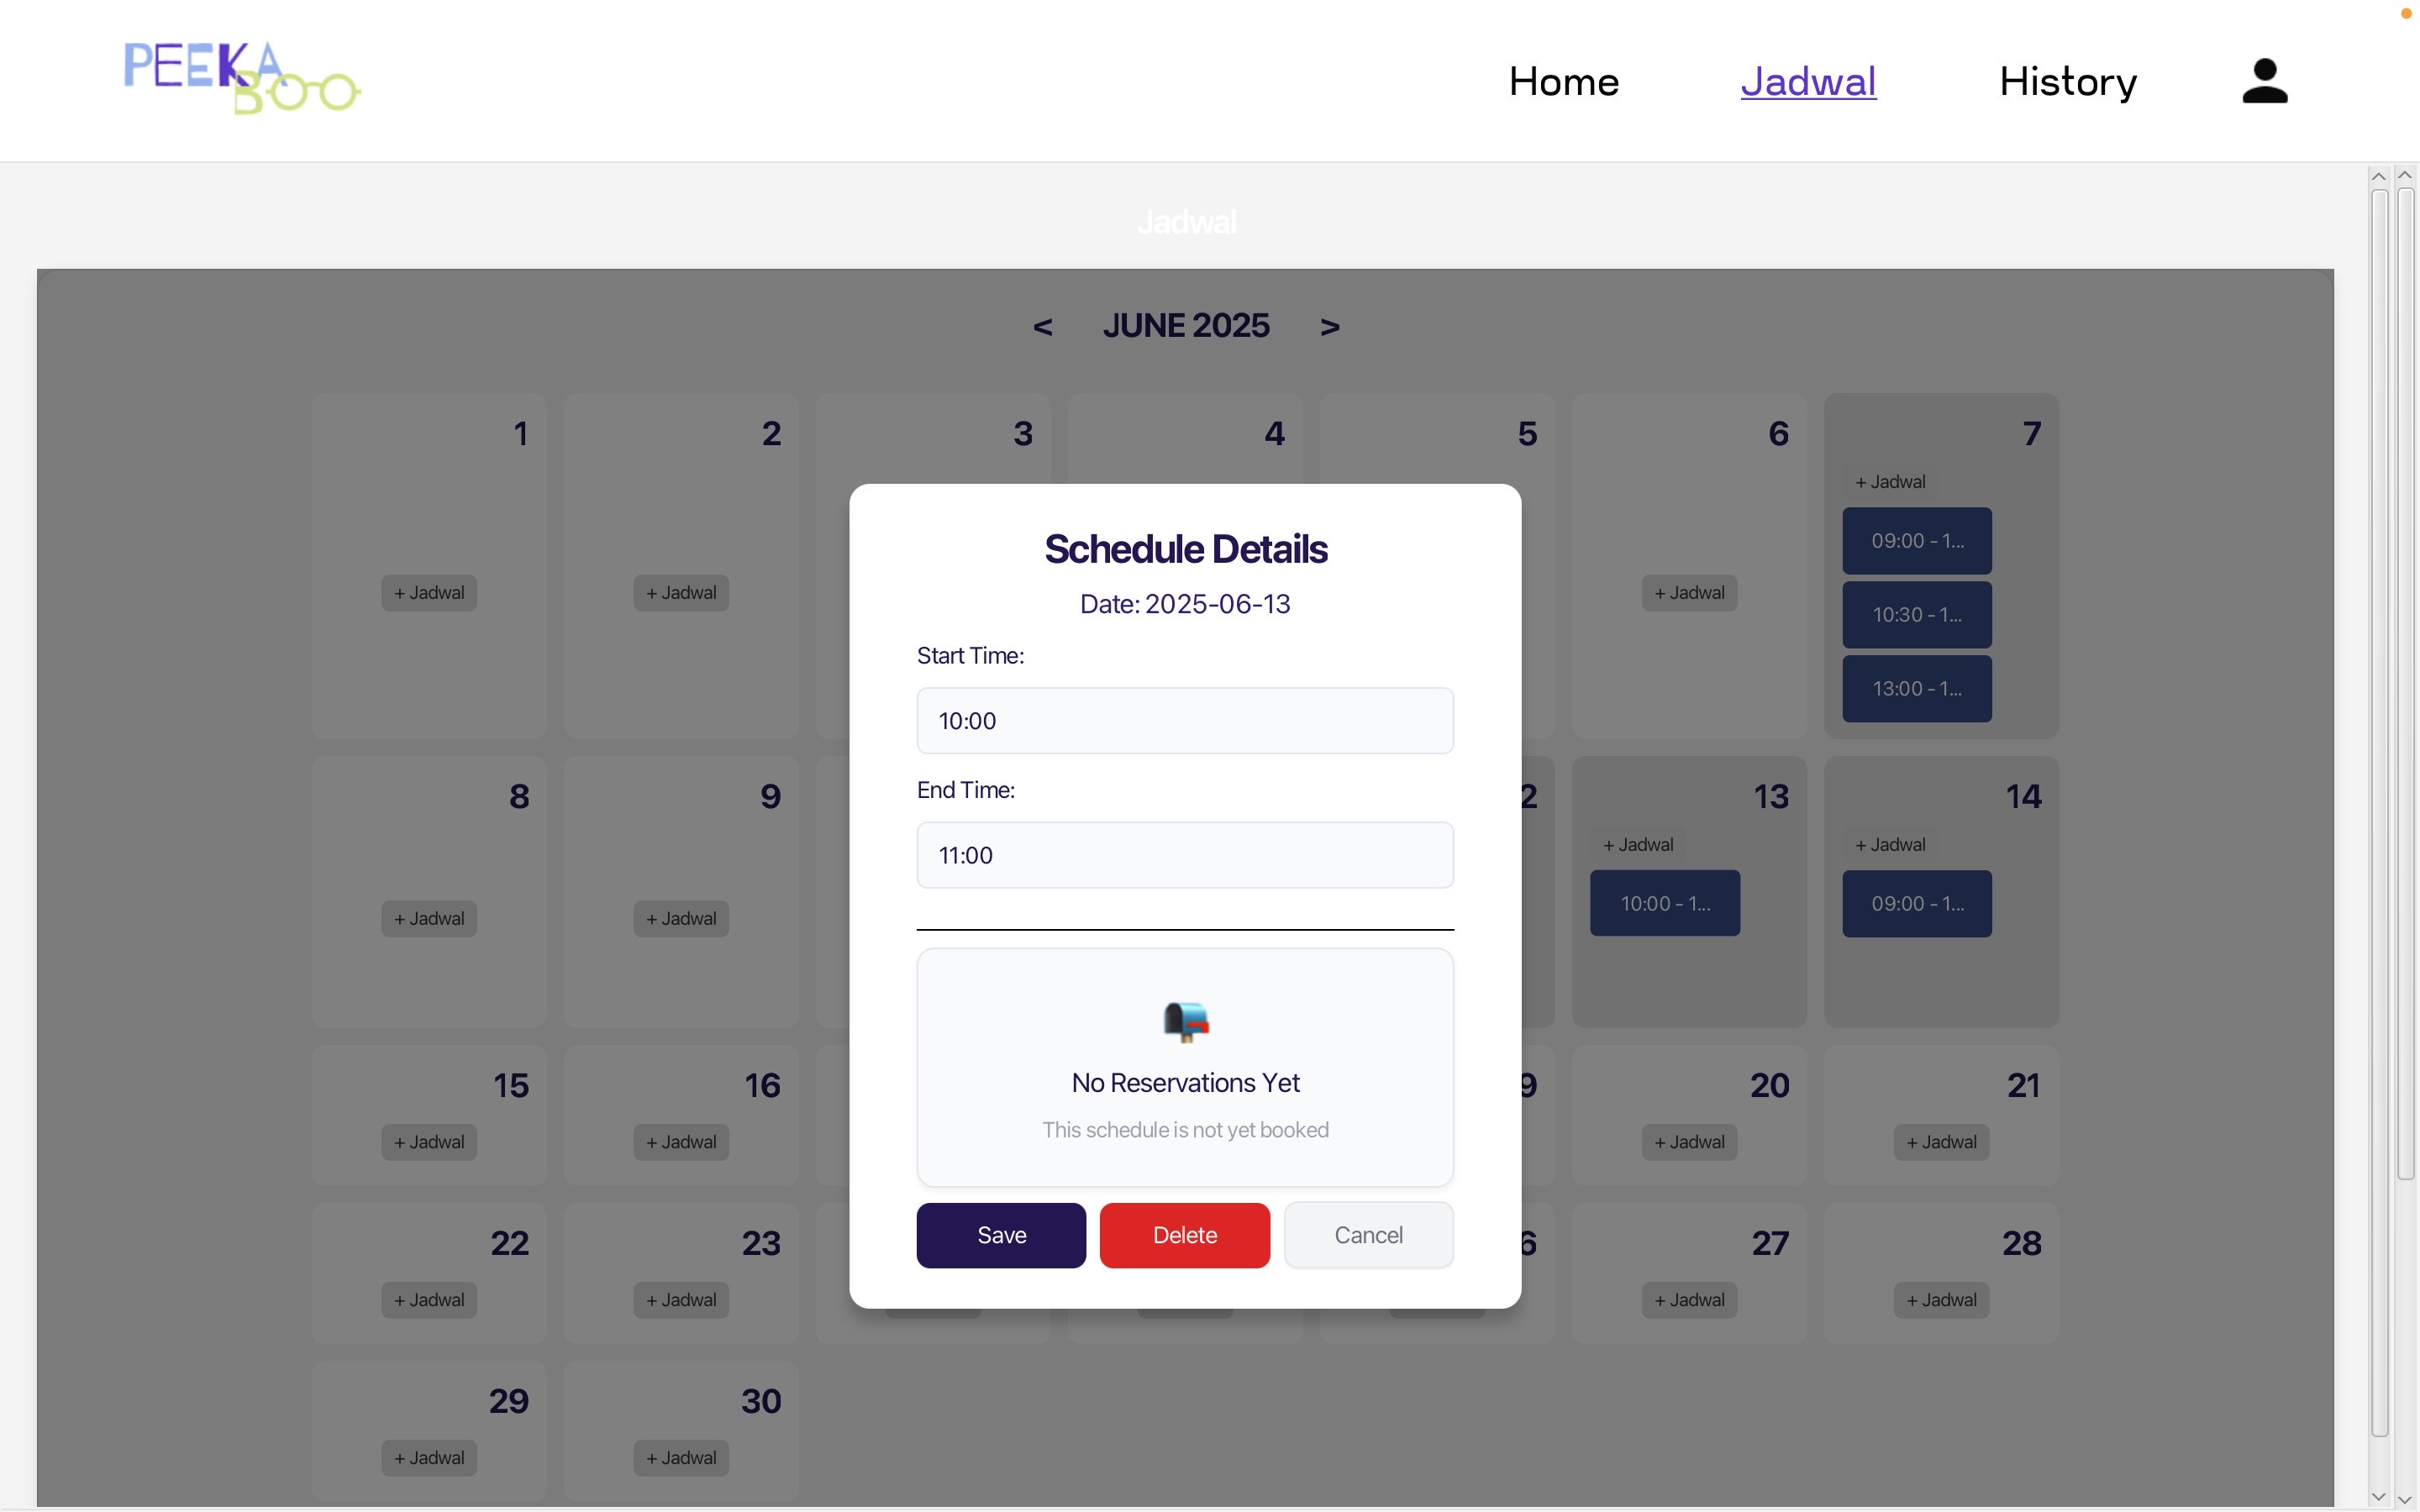 PEEKA
BOO
Home
Jadwal
History
Jadwal
< JUNE 2025 >
1
2
3
4
5
6
7
+ Jadwal
+ Jadwal
+ Jadwal
+ Jadwal
09:00 - 1...
10:30 - 1...
13:00 - 1...
Schedule Details
Date: 2025-06-13
Start Time:
10:00
End Time:
11:00
No Reservations Yet
This schedule is not yet booked
Save
Delete
Cancel
8
9
2
13
14
+ Jadwal
+ Jadwal
+ Jadwal
10:00 - 1...
+ Jadwal
09:00 - 1...
15
16
9
20
21
+ Jadwal
+ Jadwal
+ Jadwal
+ Jadwal
22
23
6
27
28
+ Jadwal
+ Jadwal
+ Jadwal
+ Jadwal
29
30
+ Jadwal
+ Jadwal